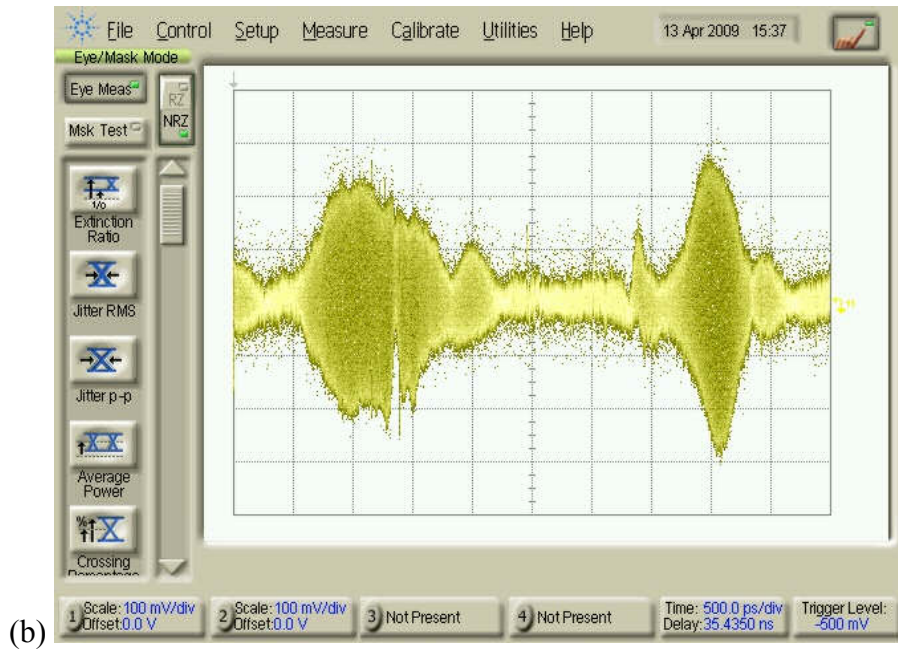 File Control Setup Measure Calibrate Utilities Help 13 Apr 2009 15:37
Eye/Mask Mode
Eye Meas
RZ
NRZ
Msk Test
1/0
Extinction
Ratio
Jitter RMS
Jitter p-p
Average
Power
%
Crossing
Percentage
1 Scale: 100 mV/div
Offset: 0.0 V
2 Scale: 100 mV/div
Offset: 0.0 V
3 Not Present
4 Not Present
Time: 500.0 ps/div
Delay: 35.4350 ns
Trigger Level:
-500 mV
(b)